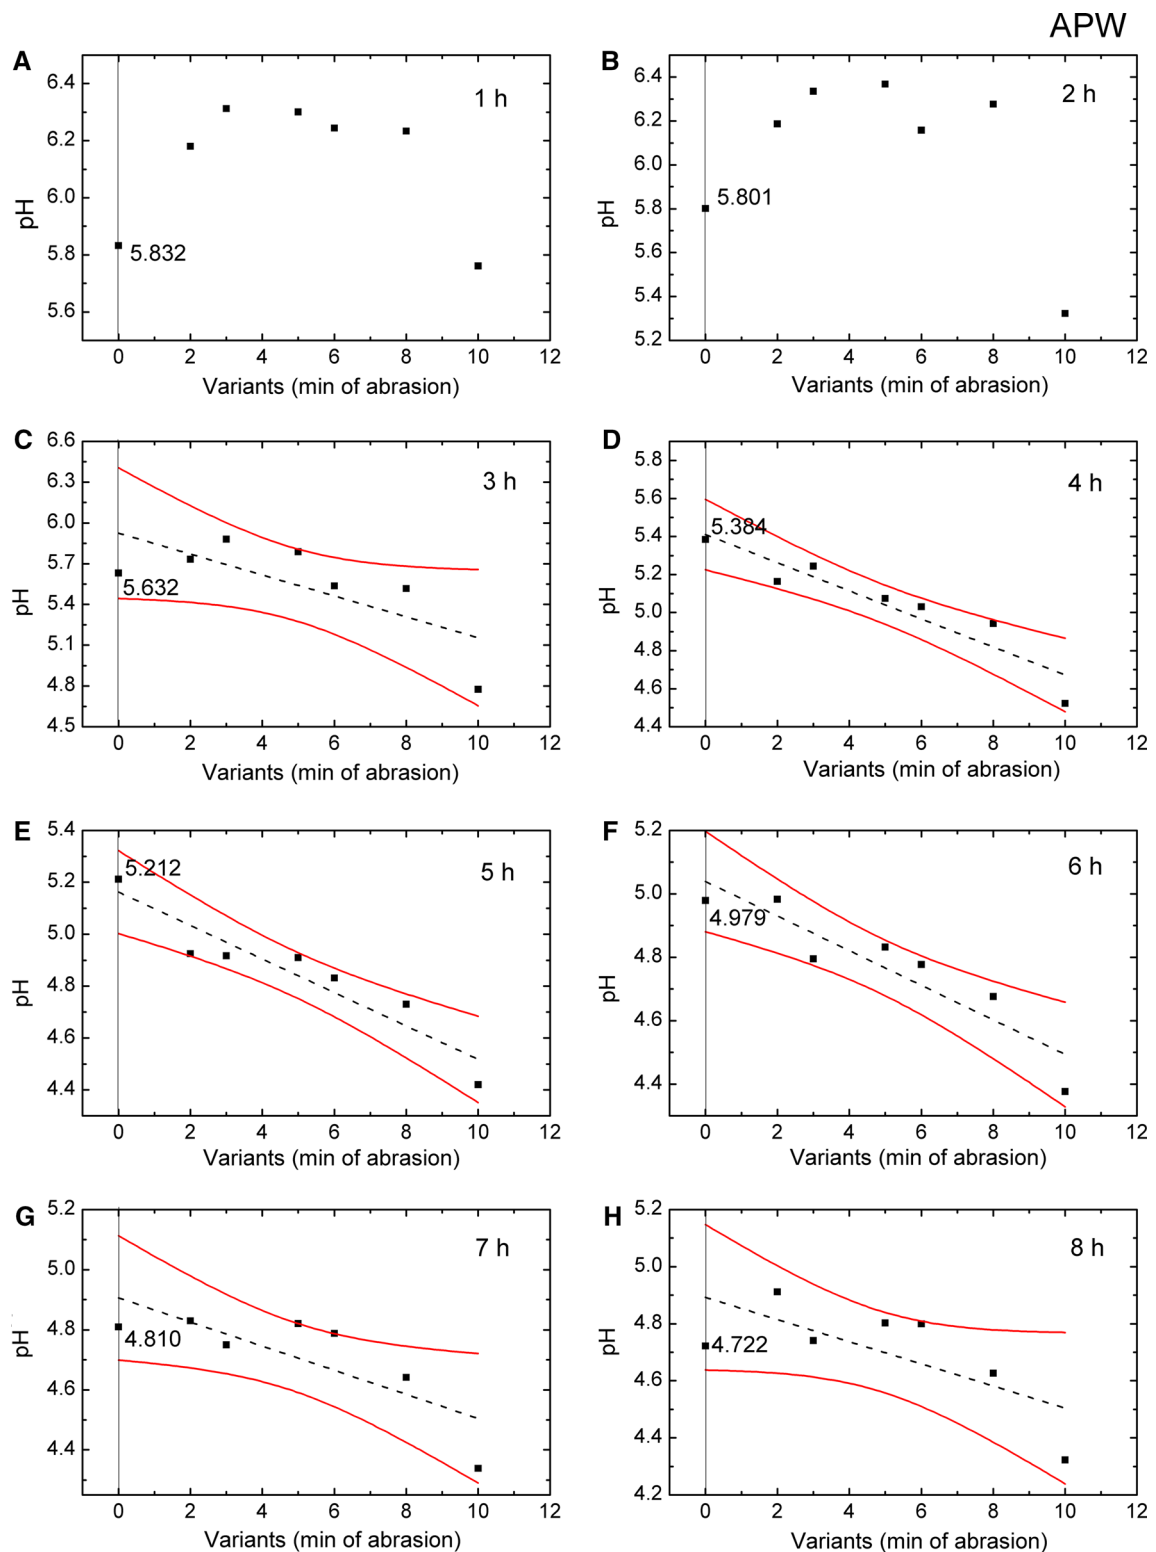 APW
A
1 h
6.4
6.2
6.0
5.8
5.6
pH
5.832
0 2 4 6 8 10 12
Variants (min of abrasion)
B
2 h
6.4
6.2
6.0
5.8
5.6
5.4
5.2
pH
5.801
0 2 4 6 8 10 12
Variants (min of abrasion)
C
3 h
6.6
6.3
6.0
5.7
5.4
5.1
4.8
4.5
pH
5.632
0 2 4 6 8 10 12
Variants (min of abrasion)
D
4 h
5.8
5.6
5.4
5.2
5.0
4.8
4.6
4.4
pH
5.384
0 2 4 6 8 10 12
Variants (min of abrasion)
E
5 h
5.4
5.2
5.0
4.8
4.6
4.4
pH
5.212
0 2 4 6 8 10 12
Variants (min of abrasion)
F
6 h
5.2
5.0
4.8
4.6
4.4
pH
4.979
0 2 4 6 8 10 12
Variants (min of abrasion)
G
7 h
5.2
5.0
4.8
4.6
4.4
pH
4.810
0 2 4 6 8 10 12
Variants (min of abrasion)
H
8 h
5.2
5.0
4.8
4.6
4.4
4.2
pH
4.722
0 2 4 6 8 10 12
Variants (min of abrasion)